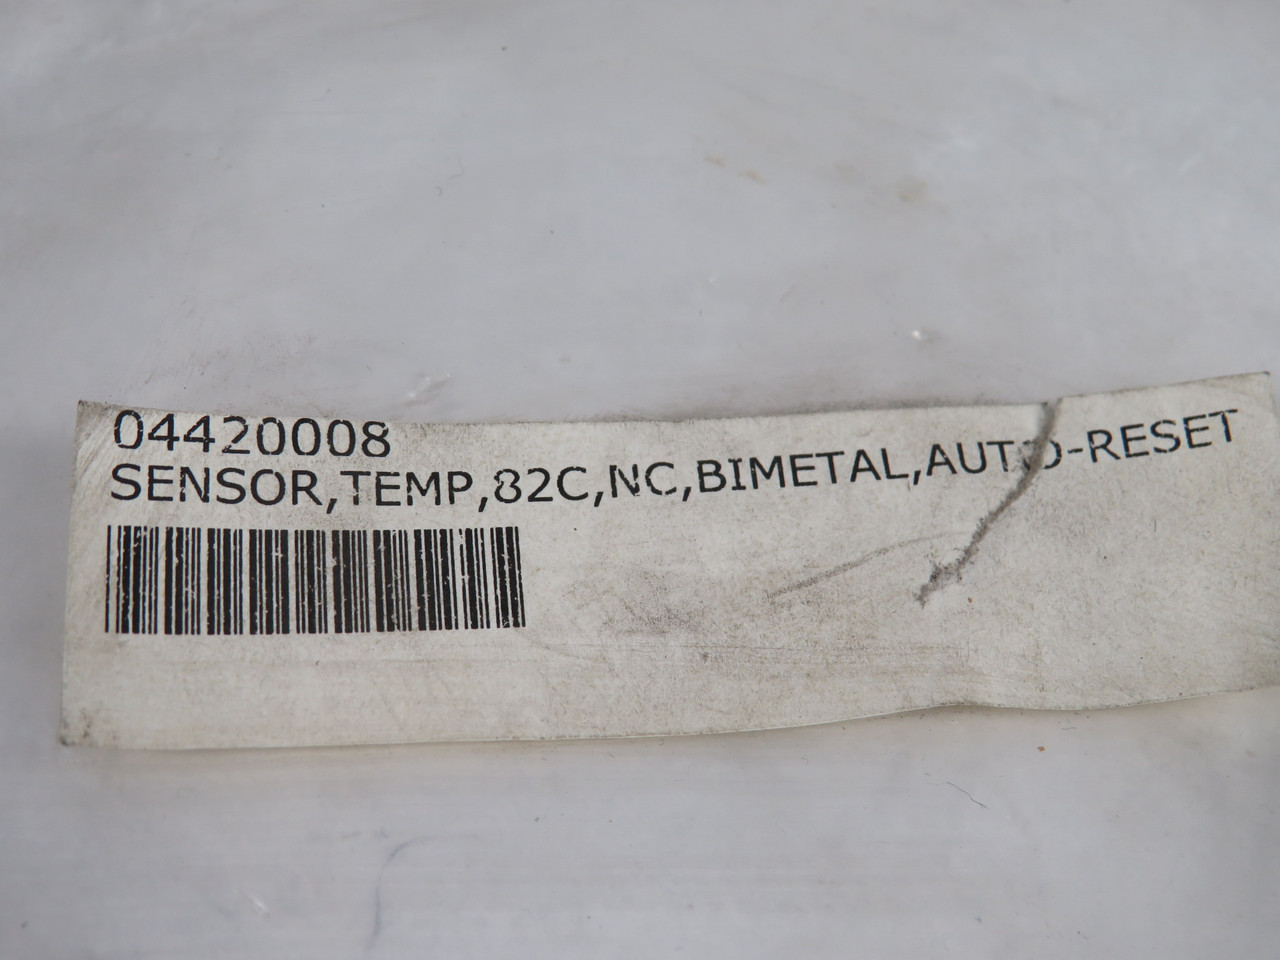 04420008
SENSOR,TEMP,82C,NC,BIMETAL,AUTO-RESET